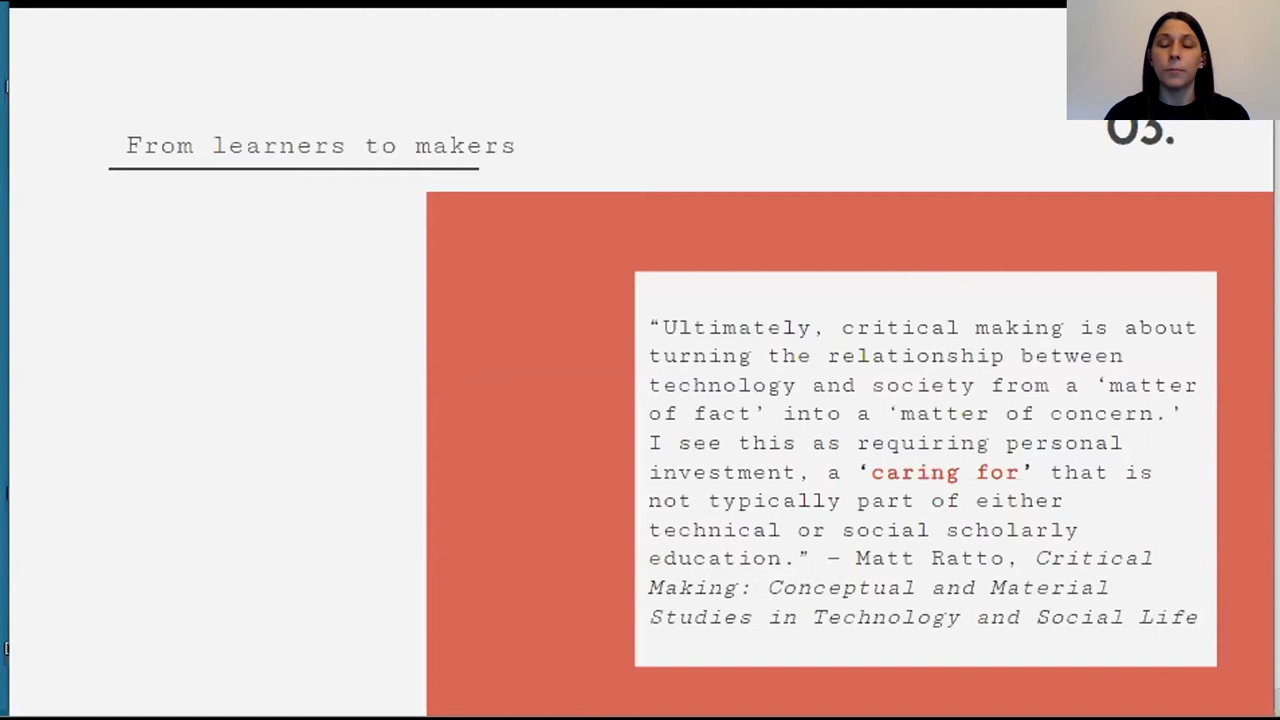 From learners to makers
03.
“Ultimately, critical making is about
turning the relationship between
technology and society from a ‘matter
of fact’ into a ‘matter of concern.’
I see this as requiring personal
investment, a ‘caring for’ that is
not typically part of either
technical or social scholarly
education.” – Matt Ratto, Critical
Making: Conceptual and Material
Studies in Technology and Social Life